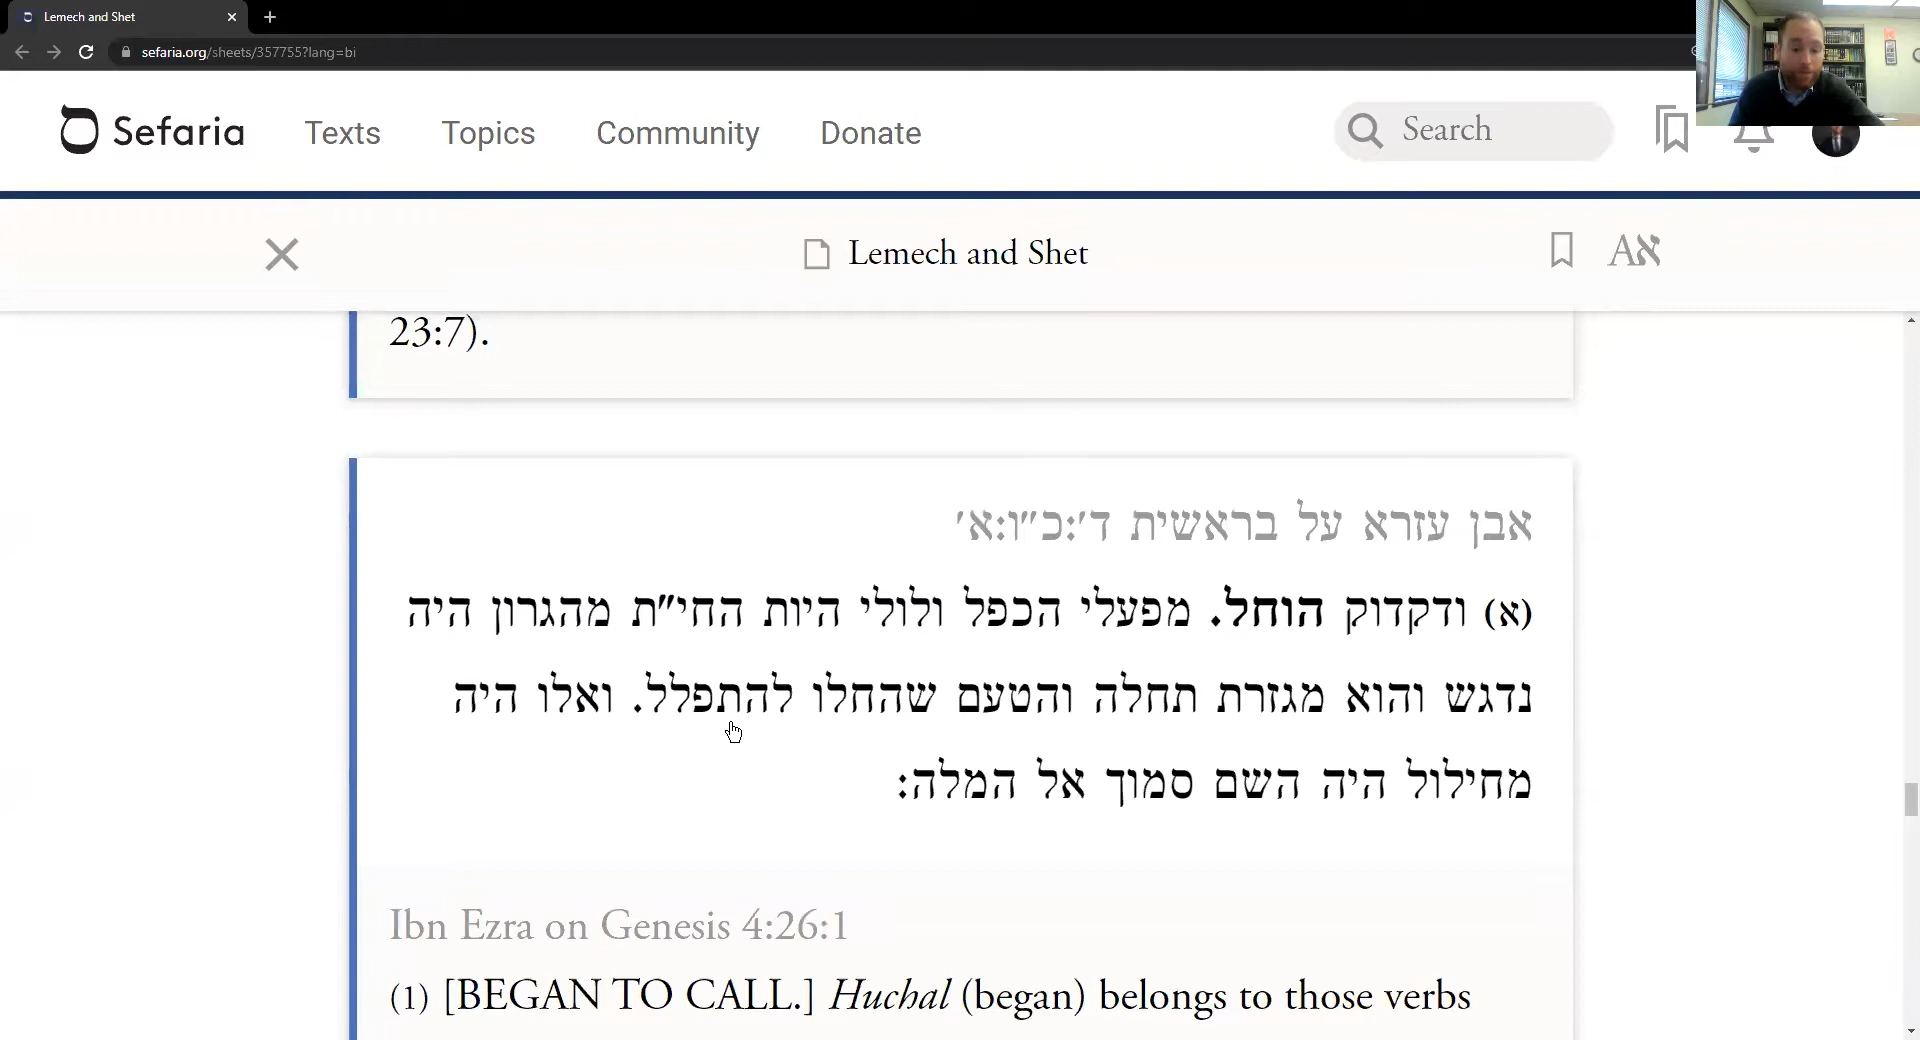 Lemech and Shet
sefaria.org/sheets/357755?lang=bi
Sefaria
Texts
Topics
Community
Donate
Search
Lemech and Shet
Aא
23:7).
אבן עזרא על בראשית ד׳:כ״ו:א׳
(א) ודקדוק הוחל. מפעלי הכפל ולולי היות החי״ת מהגרון היה
נדגש והוא מגזרת תחלה והטעם שהחלו להתפלל. ואלו היה
מחילול היה השם סמוך אל המלה:
Ibn Ezra on Genesis 4:26:1
(1) [BEGAN TO CALL.] Huchal (began) belongs to those verbs